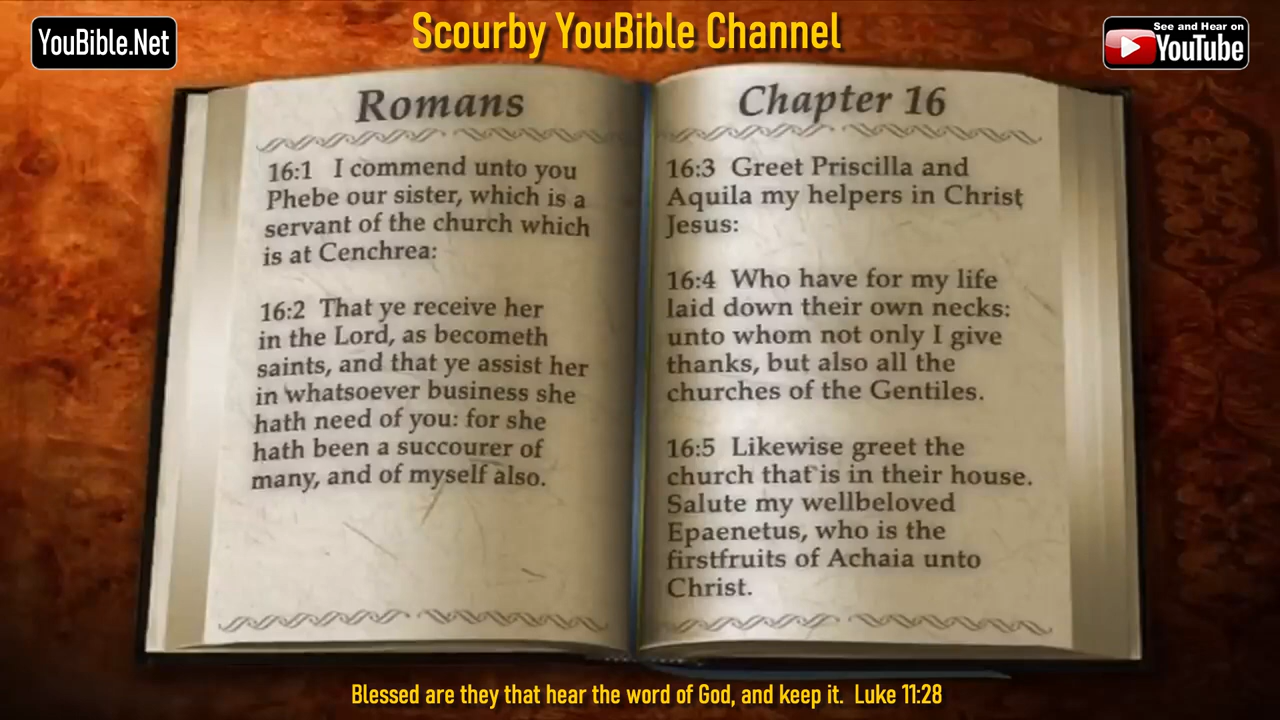 YouBible.Net
Scourby YouBible Channel
See and Hear on
YouTube
Romans
16:1 I commend unto you
Phebe our sister, which is a
servant of the church which
is at Cenchrea:
16:2 That ye receive her
in the Lord, as becometh
saints, and that ye assist her
in whatsoever business she
hath need of you: for she
hath been a succourer of
many, and of myself also.
Chapter 16
16:3 Greet Priscilla and
Aquila my helpers in Christ
Jesus:
16:4 Who have for my life
laid down their own necks:
unto whom not only I give
thanks, but also all the
churches of the Gentiles.
16:5 Likewise greet the
church that is in their house.
Salute my wellbeloved
Epaenetus, who is the
firstfruits of Achaia unto
Christ.
Blessed are they that hear the word of God, and keep it. Luke 11:28